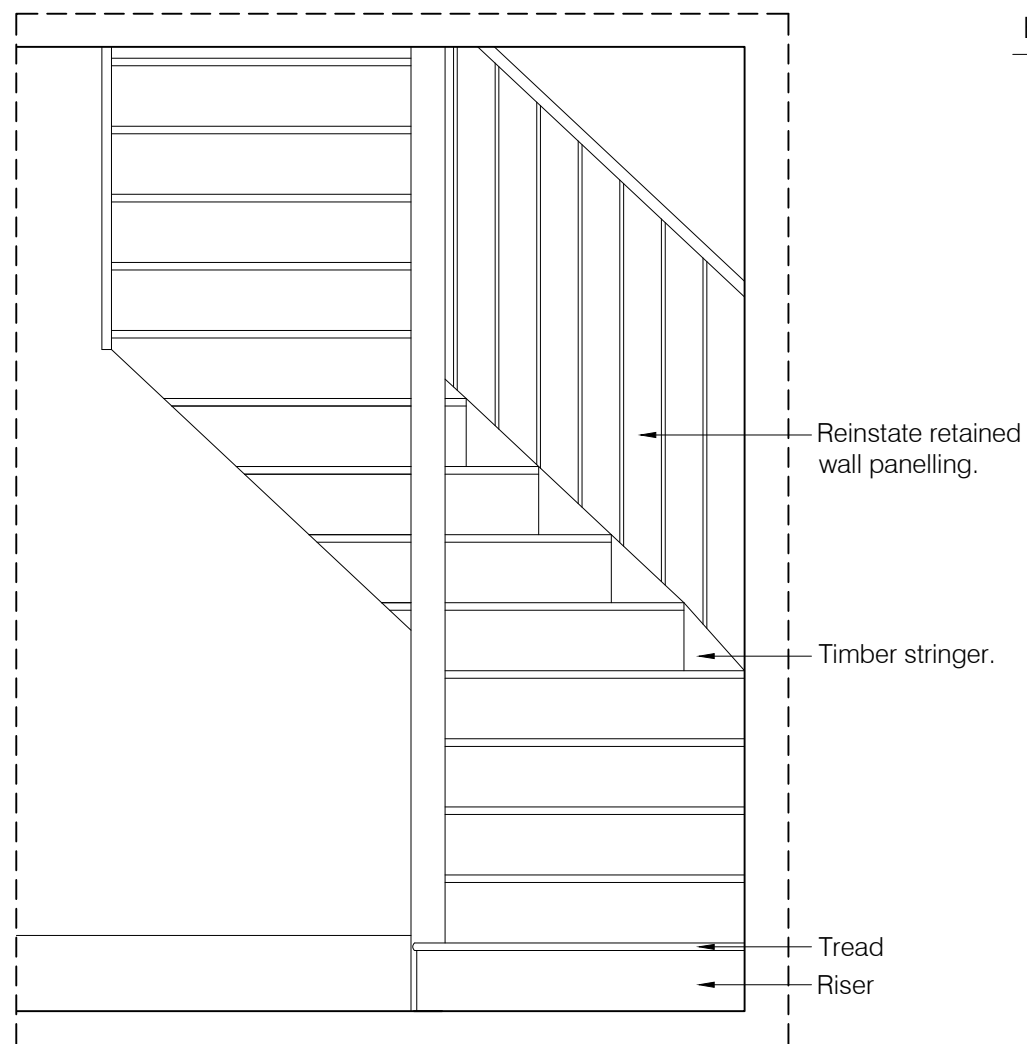 Reinstate retained
wall panelling.
Timber stringer.
Tread
Riser